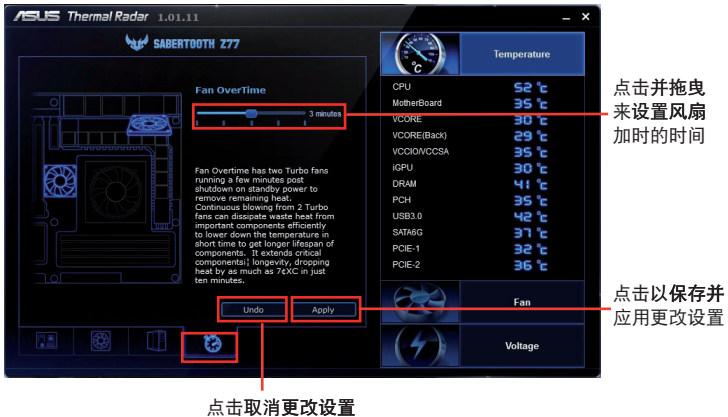 ASUS Thermal Radar 1.01.11
SABERTOOTH Z77
Fan OverTime
3 minutes
Fan Overtime has two Turbo fans
running a few minutes post
shutdown on standby power to
remove remaining heat.
Continuous blowing from 2 Turbo
fans can dissipate waste heat from
important components efficiently
to lower down the temperature in
short time to get longer lifespan of
components. It extends critical
componentsi¦ longevity, dropping
heat by as much as 7¢XC in just
ten minutes.
Undo
Apply
°C
Temperature
CPU 52 °c
MotherBoard 35 °c
VCORE 30 °c
VCORE(Back) 29 °c
VCCIO/VCCSA 35 °c
iGPU 30 °c
DRAM 41 °c
PCH 35 °c
USB3.0 42 °c
SATA6G 37 °c
PCIE-1 32 °c
PCIE-2 36 °c
Fan
Voltage
点击并拖曳
来设置风扇
加时的时间
点击以保存并
应用更改设置
点击取消更改设置